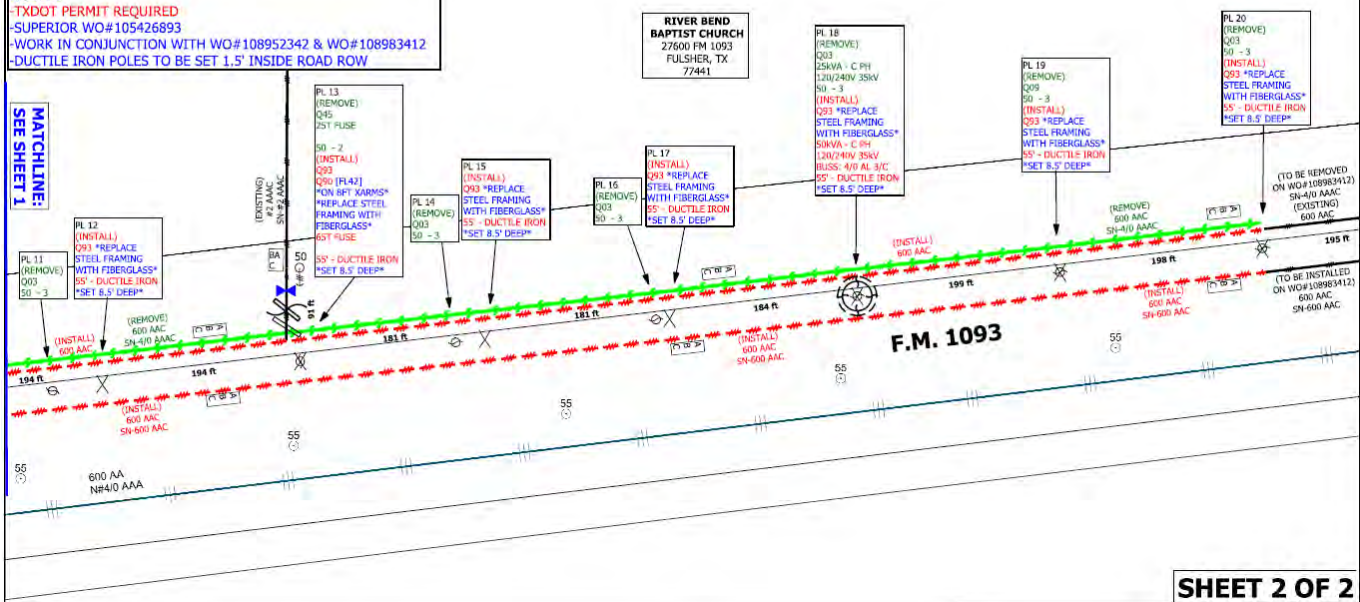 -TXDOT PERMIT REQUIRED
-SUPERIOR WO#105426893
-WORK IN CONJUNCTION WITH WO#108952342 & WO#108983412
-DUCTILE IRON POLES TO BE SET 1.5' INSIDE ROAD ROW
RIVER BEND
BAPTIST CHURCH
27600 FM 1093
FULSHER, TX
77441
MATCHLINE:
SEE SHEET 1
PL 11
(REMOVE)
Q03
50 -3
PL 12
(INSTALL)
Q93 *REPLACE
STEEL FRAMING
WITH FIBERGLASS*
55' - DUCTILE IRON
*SET 8.5' DEEP*
(EXISTING)
#2 AAAC
SN-#2 AAAC
PL 13
(REMOVE)
Q45
25T FUSE
50 - 2
(INSTALL)
Q93
Q90 [FL42]
*ON 8FT XARMS*
*REPLACE STEEL
FRAMING WITH
FIBERGLASS*
65T FUSE
55' - DUCTILE IRON
*SET 8.5' DEEP*
PL 14
(REMOVE)
Q03
50 -3
PL 15
(INSTALL)
Q93 *REPLACE
STEEL FRAMING
WITH FIBERGLASS*
55' - DUCTILE IRON
*SET 8.5' DEEP*
PL 16
(REMOVE)
Q03
50 -3
PL 17
(INSTALL)
Q93 *REPLACE
STEEL FRAMING
WITH FIBERGLASS*
55' - DUCTILE IRON
*SET 8.5' DEEP*
PL 18
(REMOVE)
Q03
25kVA - C PH
120/240V 35kV
50 -3
(INSTALL)
Q93 *REPLACE
STEEL FRAMING
WITH FIBERGLASS*
50kVA - C PH
120/240V 35kV
BUSS: 4/0 AL 3/C
55' - DUCTILE IRON
*SET 8.5' DEEP*
PL 19
(REMOVE)
Q09
50 -3
(INSTALL)
Q93 *REPLACE
STEEL FRAMING
WITH FIBERGLASS*
55' - DUCTILE IRON
*SET 8.5' DEEP*
PL 20
(REMOVE)
Q03
50 -3
(INSTALL)
Q93 *REPLACE
STEEL FRAMING
WITH FIBERGLASS*
55' - DUCTILE IRON
*SET 8.5' DEEP*
(TO BE REMOVED
ON WO#108983412)
SN-4/0 AAAC
(EXISTING)
600 AAC
195 ft
(TO BE INSTALLED
ON WO#108983412)
600 AAC
SN-600 AAC
BA
C
50
(#
91 ft
(INSTALL)
600 AAC
(REMOVE)
600 AAC
SN-4/0 AAAC
A B C
194 ft
194 ft
181 ft
181 ft
A B C
184 ft
(INSTALL)
600 AAC
199 ft
198 ft
(REMOVE)
600 AAC
SN-4/0 AAAC
A B C
(INSTALL)
600 AAC
SN-600 AAC
A B C
A B C
(INSTALL)
600 AAC
SN-600 AAC
(INSTALL)
600 AAC
SN-600 AAC
A B C
F.M. 1093
55
55
55
55
55
600 AA
N#4/0 AAA
SHEET 2 OF 2